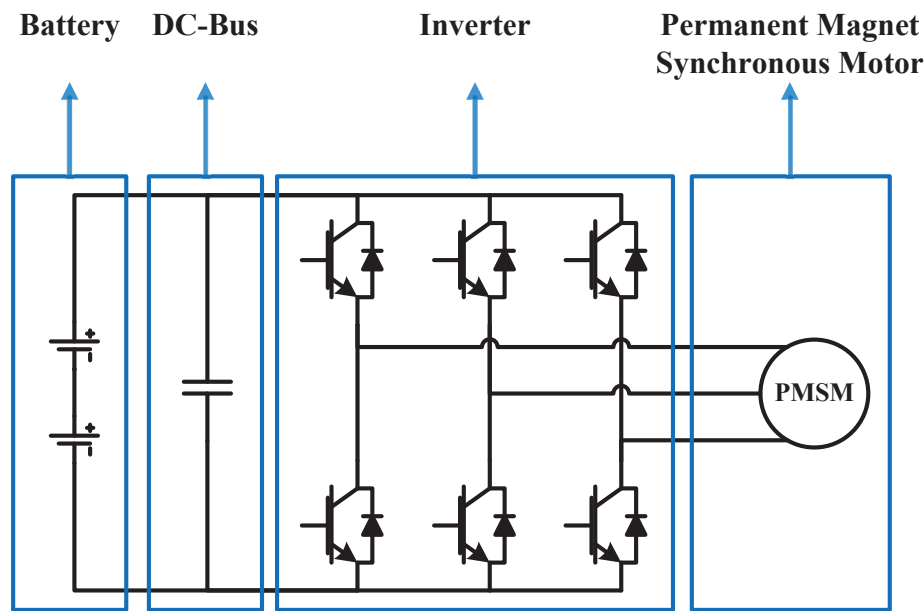 Battery
DC-Bus
Inverter
Permanent Magnet
Synchronous Motor
+
-
+
-
PMSM